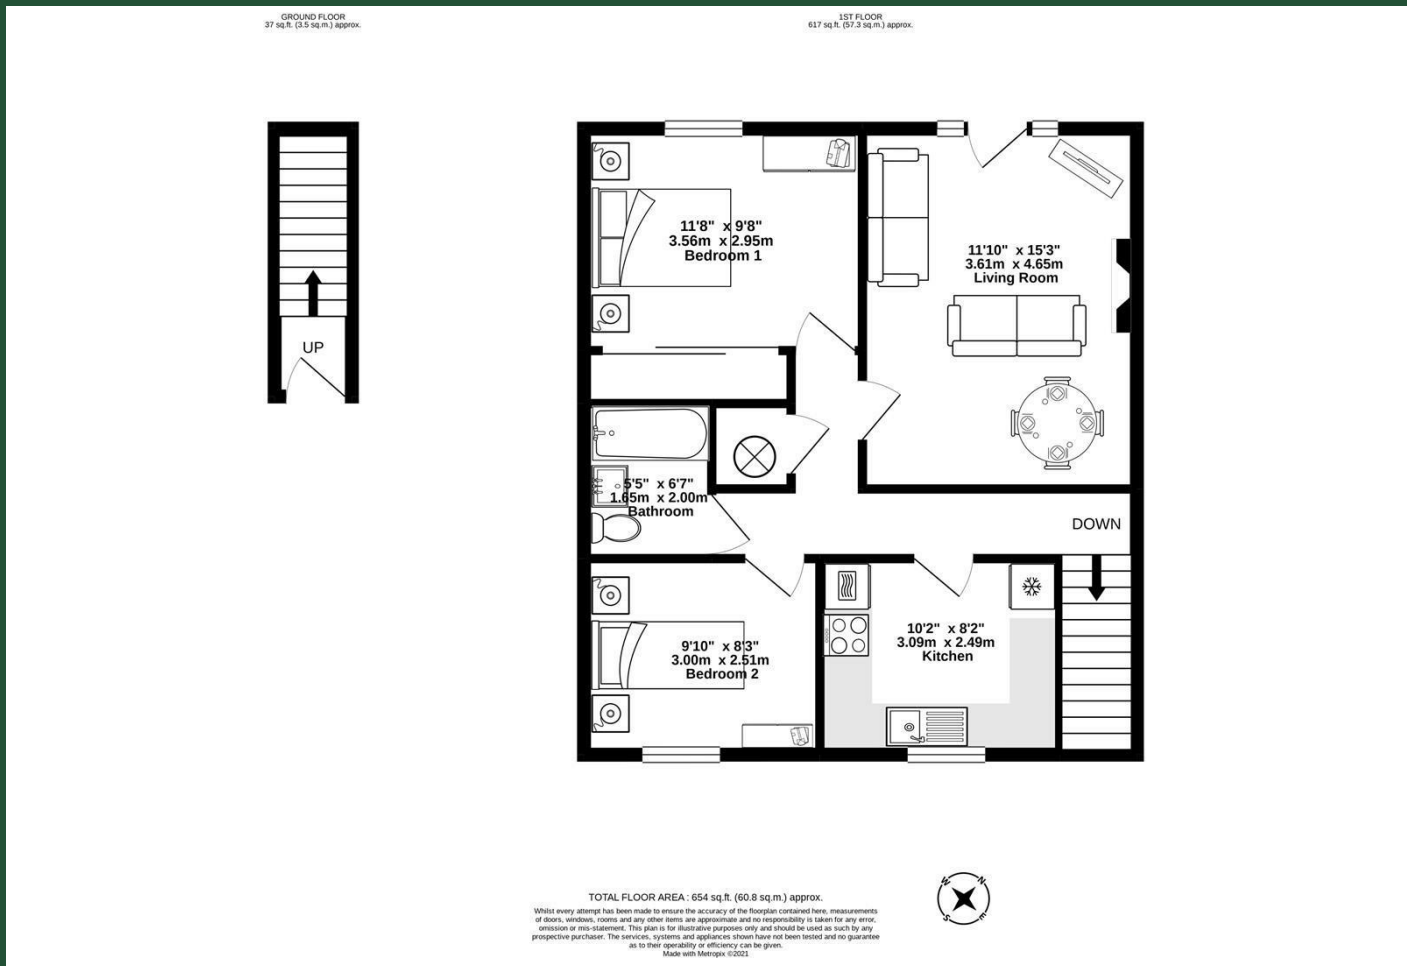 GROUND FLOOR
37 sq.ft. (3.5 sq.m.) approx.
1ST FLOOR
617 sq.ft. (57.3 sq.m.) approx.
UP
11'8" x 9'8"
3.56m x 2.95m
Bedroom 1
11'10" x 15'3"
3.61m x 4.65m
Living Room
5'5" x 6'7"
1.65m x 2.00m
Bathroom
DOWN
9'10" x 8'3"
3.00m x 2.51m
Bedroom 2
10'2" x 8'2"
3.09m x 2.49m
Kitchen
TOTAL FLOOR AREA : 654 sq.ft. (60.8 sq.m.) approx.
Whilst every attempt has been made to ensure the accuracy of the floorplan contained here, measurements
of doors, windows, rooms and any other items are approximate and no responsibility is taken for any error,
omission or mis-statement. This plan is for illustrative purposes only and should be used as such by any
prospective purchaser. The services, systems and appliances shown have not been tested and no guarantee
as to their operability or efficiency can be given.
Made with Metropix ©2021
W N
S E